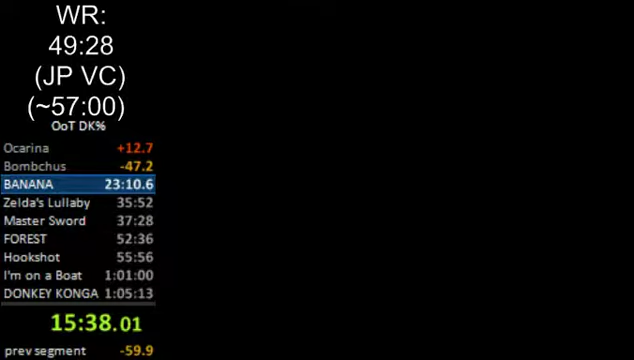 WR:
49:28
(JP VC)
(~57:00)
OoT DK%
Ocarina +12.7
Bombchus -47.2
BANANA 23:10.6
Zelda's Lullaby 35:52
Master Sword 37:28
FOREST 52:36
Hookshot 55:56
I'm on a Boat 1:01:00
DONKEY KONGA 1:05:13
15:38.01
prev segment -59.9